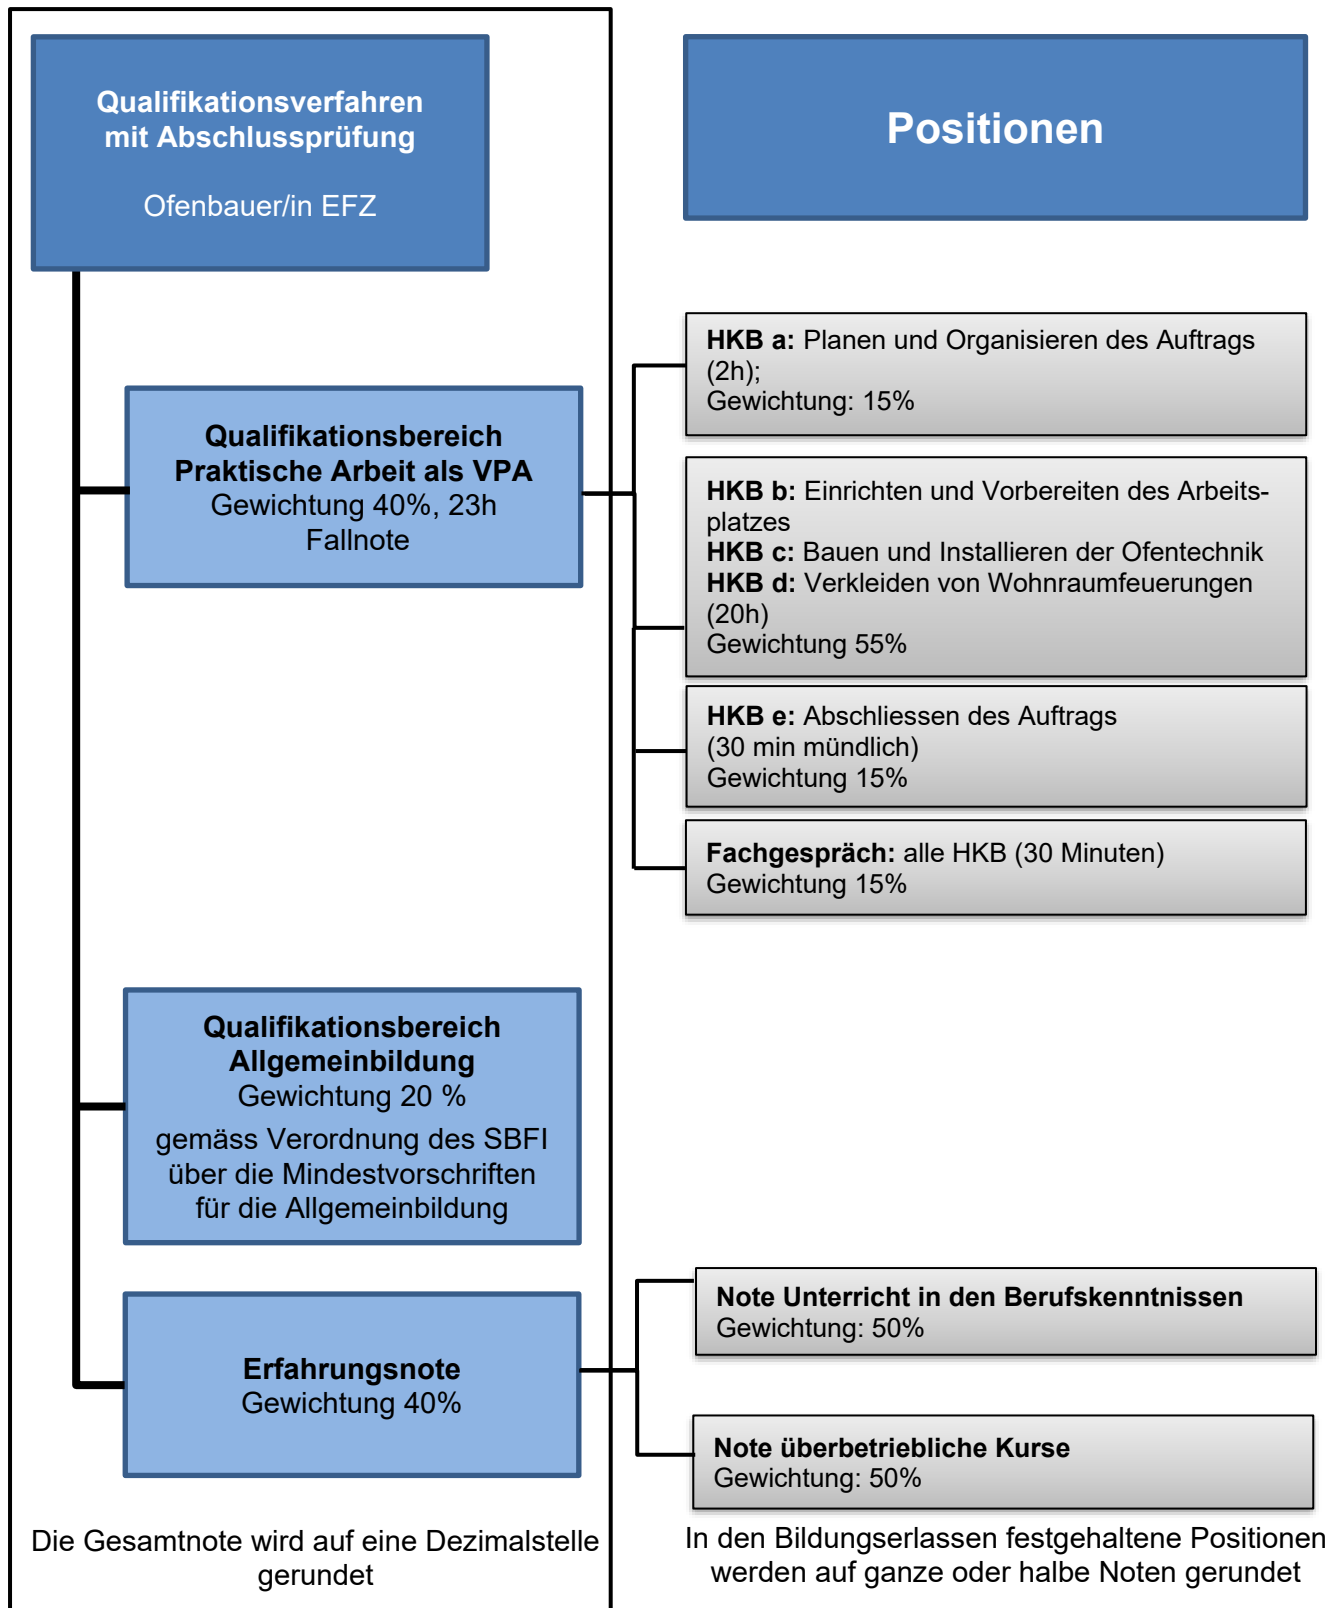 Qualifikationsverfahren
mit Abschlussprüfung
Ofenbauer/in EFZ
Positionen
Qualifikationsbereich
Praktische Arbeit als VPA
Gewichtung 40%, 23h
Fallnote
HKB a: Planen und Organisieren des Auftrags
(2h);
Gewichtung: 15%
HKB b: Einrichten und Vorbereiten des Arbeits-
platzes
HKB c: Bauen und Installieren der Ofentechnik
HKB d: Verkleiden von Wohnraumfeuerungen
(20h)
Gewichtung 55%
HKB e: Abschliessen des Auftrags
(30 min mündlich)
Gewichtung 15%
Fachgespräch: alle HKB (30 Minuten)
Gewichtung 15%
Qualifikationsbereich
Allgemeinbildung
Gewichtung 20 %
gemäss Verordnung des SBFI
über die Mindestvorschriften
für die Allgemeinbildung
Erfahrungsnote
Gewichtung 40%
Note Unterricht in den Berufskenntnissen
Gewichtung: 50%
Note überbetriebliche Kurse
Gewichtung: 50%
Die Gesamtnote wird auf eine Dezimalstelle
gerundet
In den Bildungserlassen festgehaltene Positionen
werden auf ganze oder halbe Noten gerundet